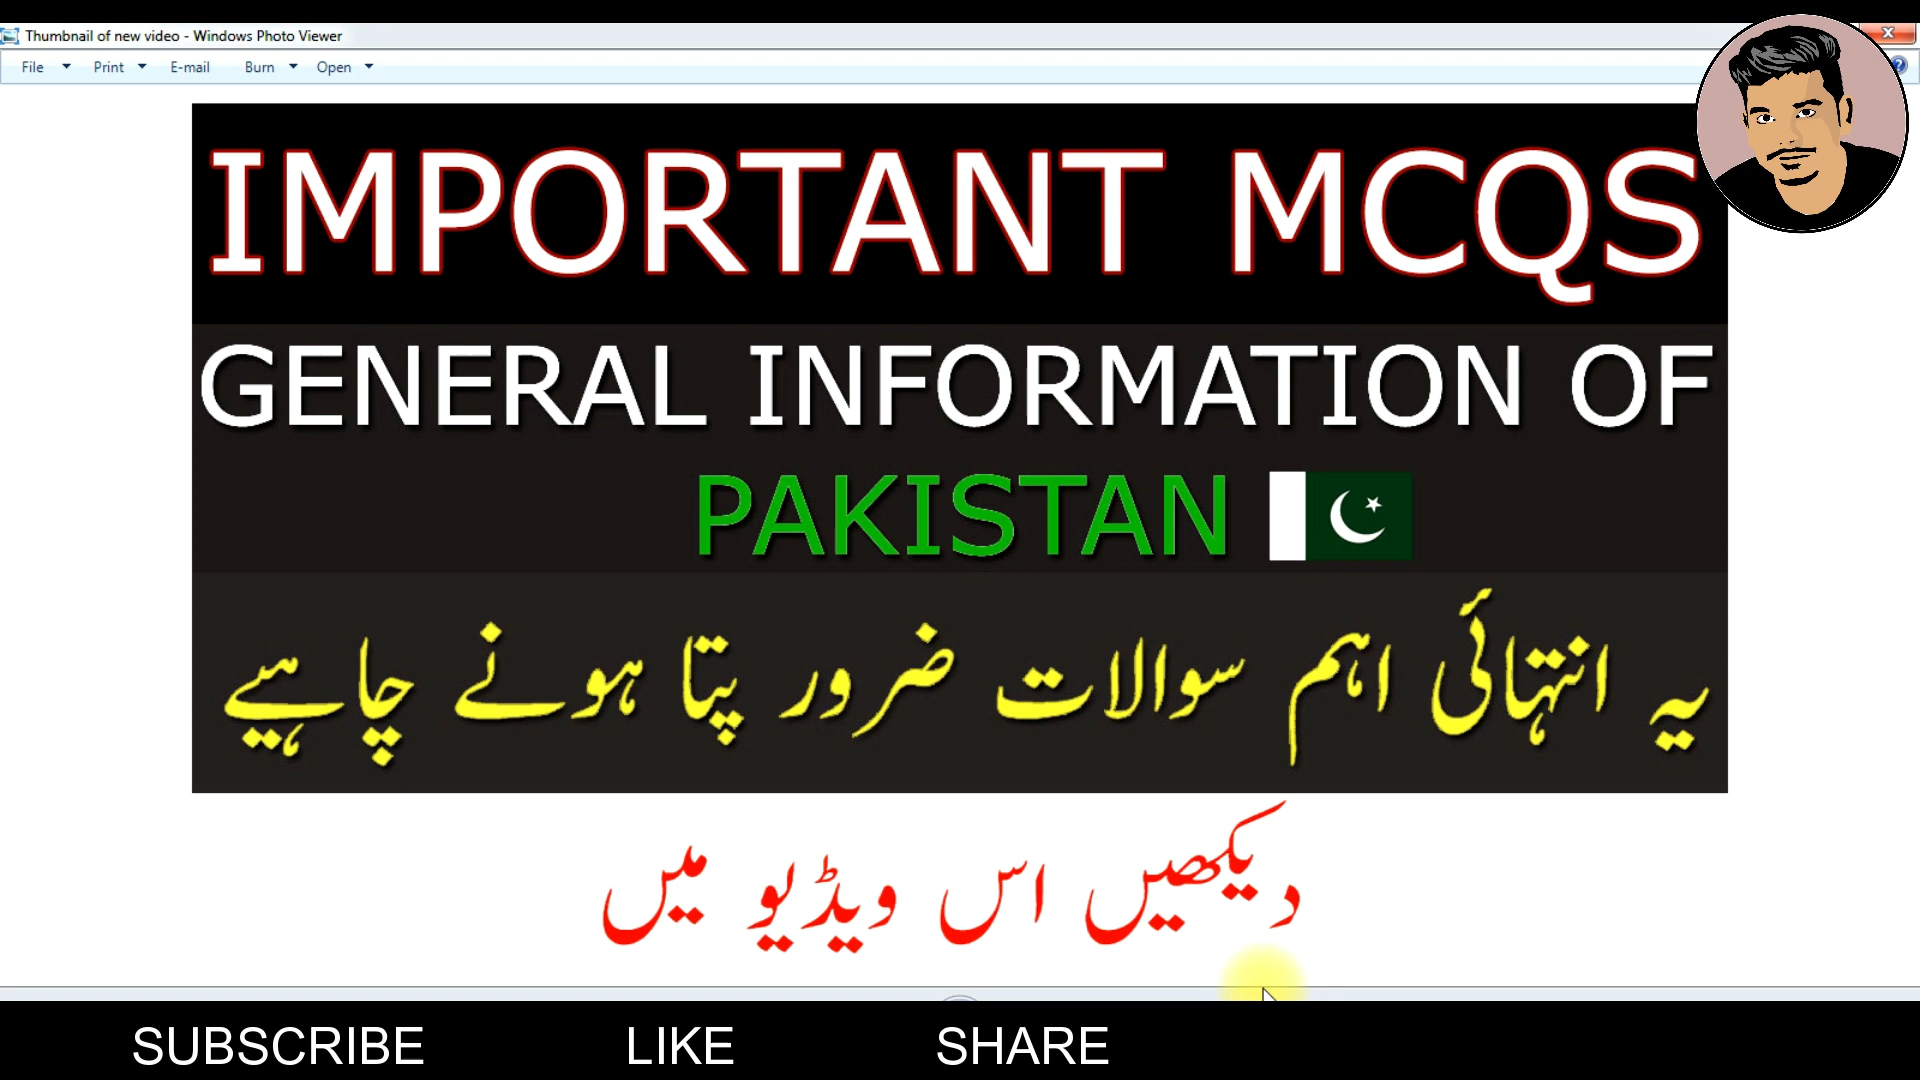 Thumbnail of new video - Windows Photo Viewer
File Print E-mail Burn Open
IMPORTANT MCQS
GENERAL INFORMATION OF
PAKISTAN
یہ انتہائی اہم سوالات ضرور پتا ہونے چاہیے
دیکھیں اس ویڈیو میں
SUBSCRIBE LIKE SHARE